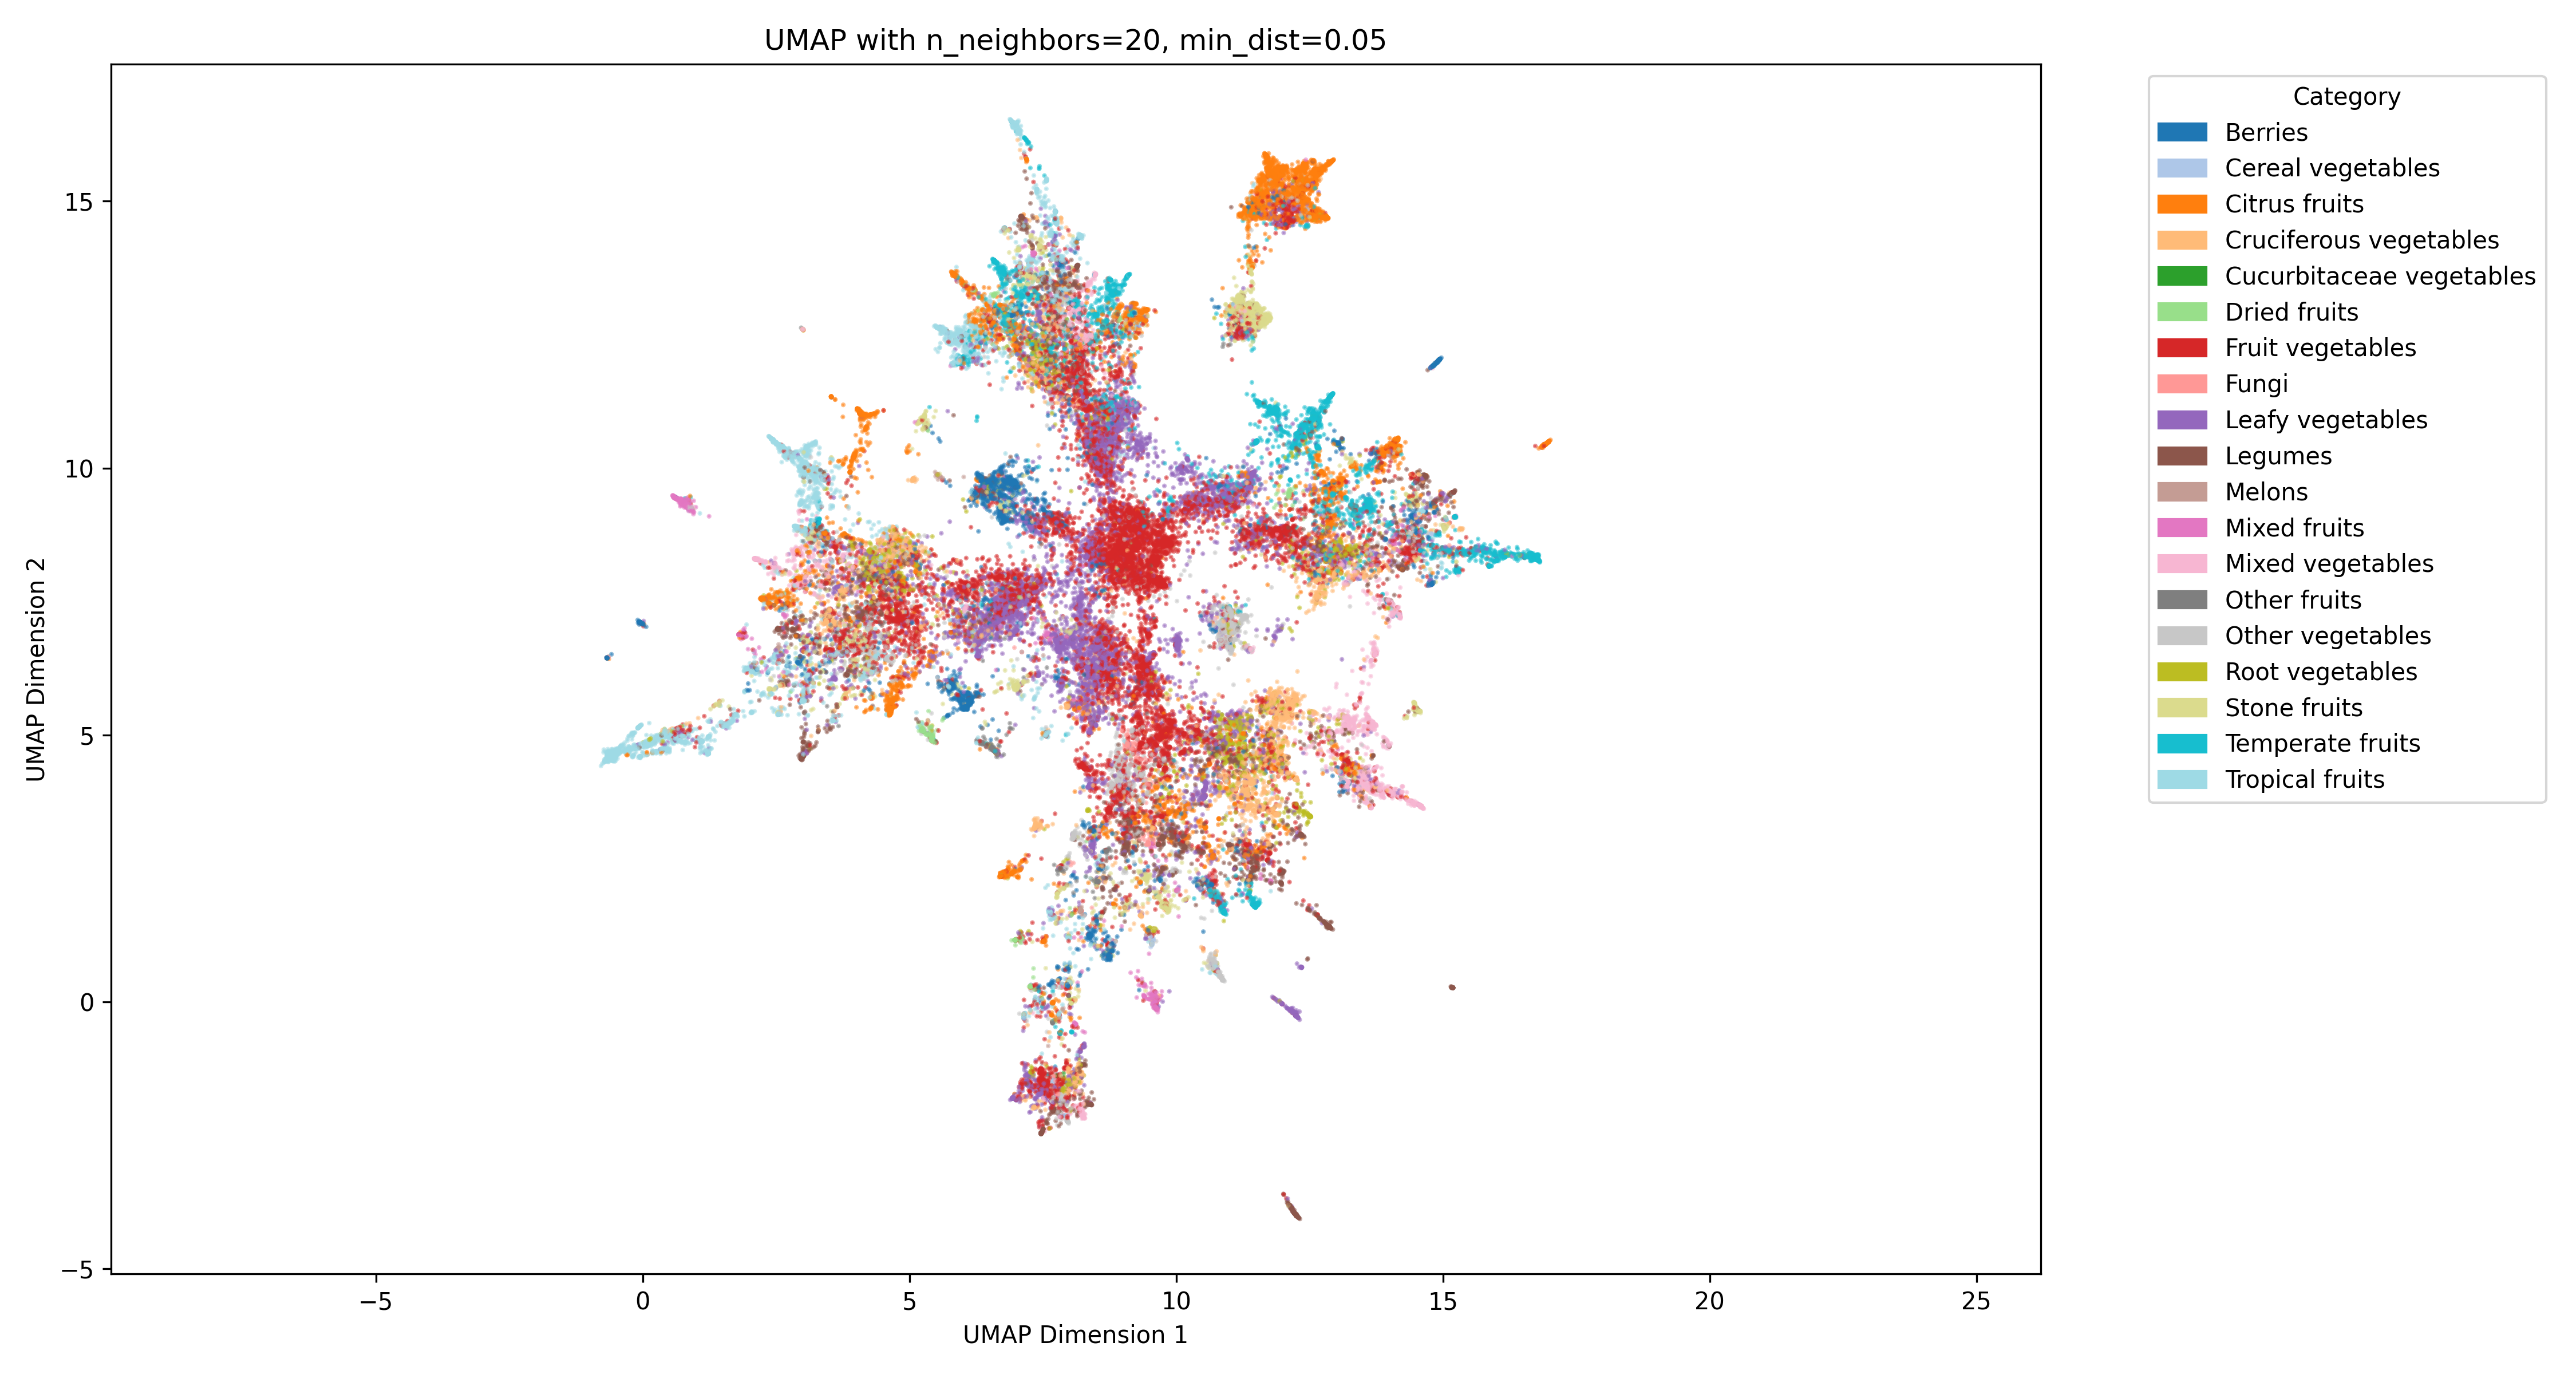 UMAP with n_neighbors=20, min_dist=0.05
UMAP Dimension 2
15
10
5
0
−5
−5
0
5
10
15
20
25
UMAP Dimension 1
Category
Berries
Cereal vegetables
Citrus fruits
Cruciferous vegetables
Cucurbitaceae vegetables
Dried fruits
Fruit vegetables
Fungi
Leafy vegetables
Legumes
Melons
Mixed fruits
Mixed vegetables
Other fruits
Other vegetables
Root vegetables
Stone fruits
Temperate fruits
Tropical fruits